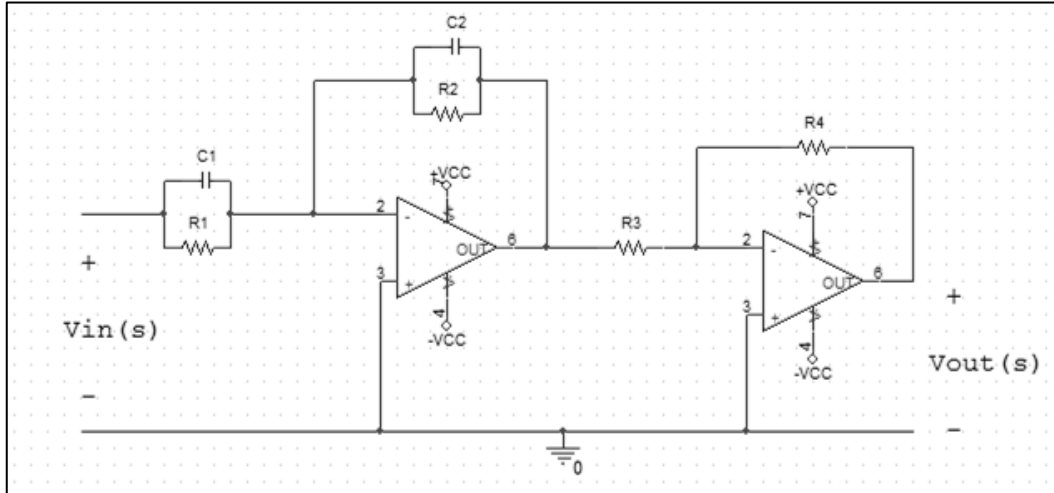 C2
R2
R4
C1
+VCC
7
+VCC
7
R1
2
-
R3
2
-
OUT
6
OUT
6
3
+
3
+
+
+
4
-VCC
4
-VCC
Vin(s)
Vout(s)
-
-
0